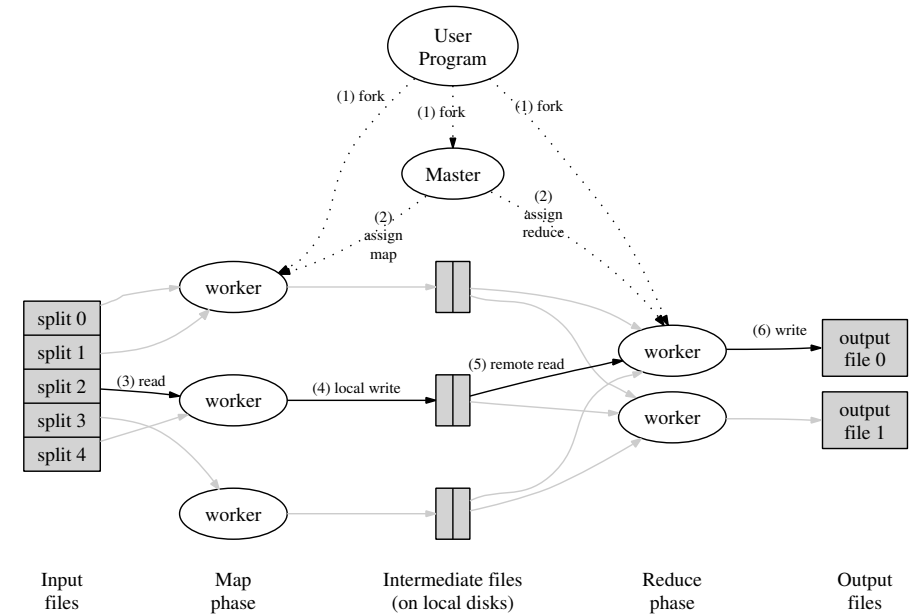 User
Program
(1) fork
(1) fork
(1) fork
Master
(2)
assign
map
(2)
assign
reduce
worker
split 0
split 1
split 2
split 3
split 4
(3) read
worker
(4) local write
(5) remote read
worker
(6) write
output
file 0
worker
output
file 1
worker
Input
files
Map
phase
Intermediate files
(on local disks)
Reduce
phase
Output
files